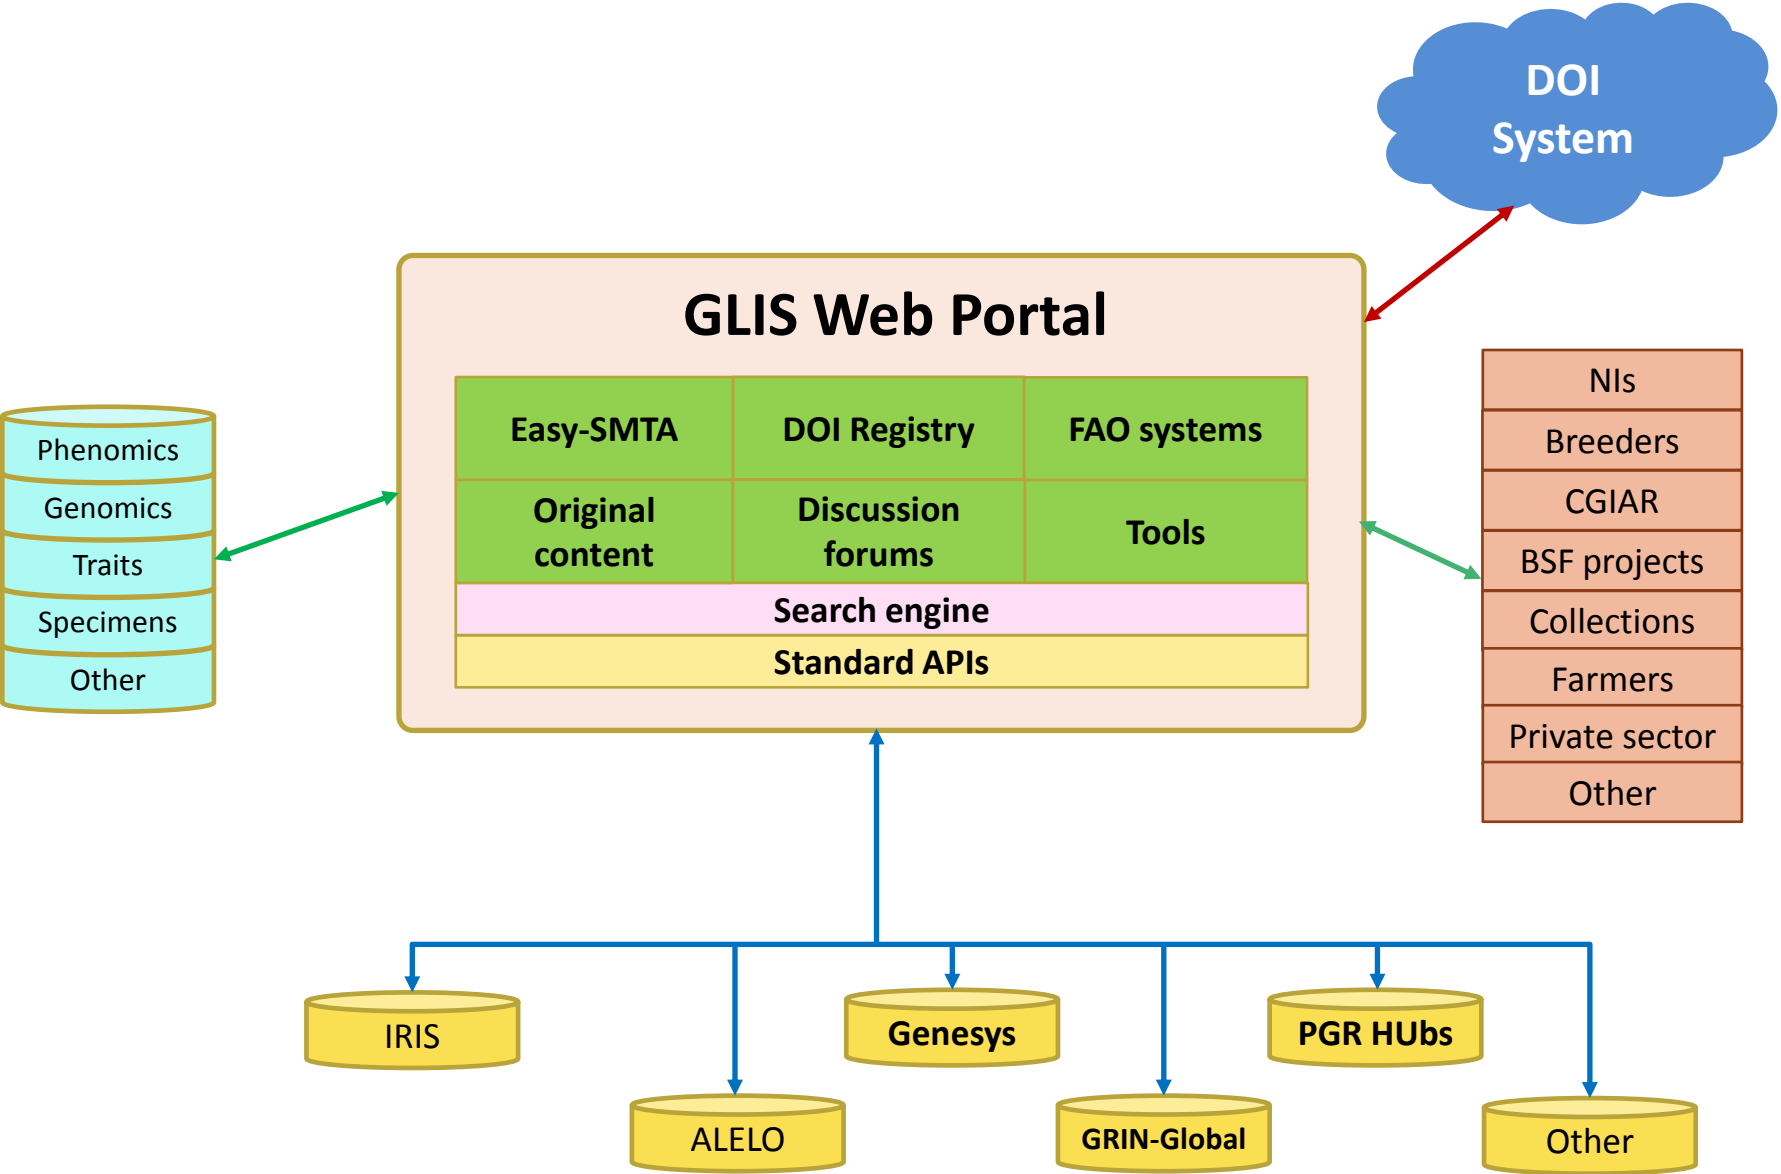 DOI
System
GLIS Web Portal
Easy-SMTA
DOI Registry
FAO systems
Original
content
Discussion
forums
Tools
Search engine
Standard APIs
Phenomics
Genomics
Traits
Specimens
Other
NIs
Breeders
CGIAR
BSF projects
Collections
Farmers
Private sector
Other
IRIS
Genesys
PGR HUbs
ALELO
GRIN-Global
Other